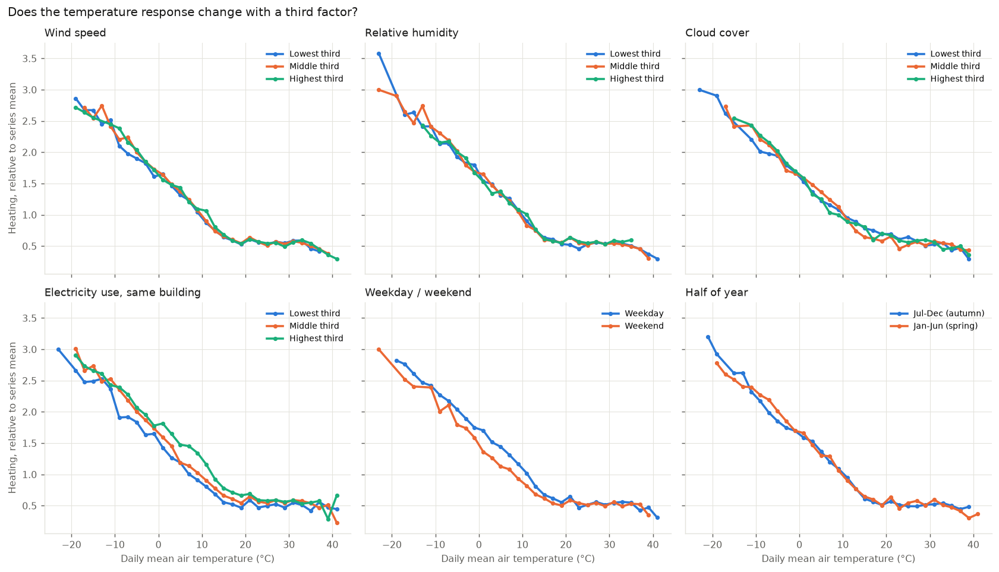 Does the temperature response change with a third factor?
Wind speed
Relative humidity
Cloud cover
Heating, relative to series mean
3.5
3.0
2.5
2.0
1.5
1.0
0.5
Lowest third
Middle third
Highest third
Lowest third
Middle third
Highest third
Lowest third
Middle third
Highest third
Electricity use, same building
Weekday / weekend
Half of year
Heating, relative to series mean
3.5
3.0
2.5
2.0
1.5
1.0
0.5
Lowest third
Middle third
Highest third
Weekday
Weekend
Jul-Dec (autumn)
Jan-Jun (spring)
−20 −10 0 10 20 30 40
−20 −10 0 10 20 30 40
−20 −10 0 10 20 30 40
Daily mean air temperature (°C)
Daily mean air temperature (°C)
Daily mean air temperature (°C)